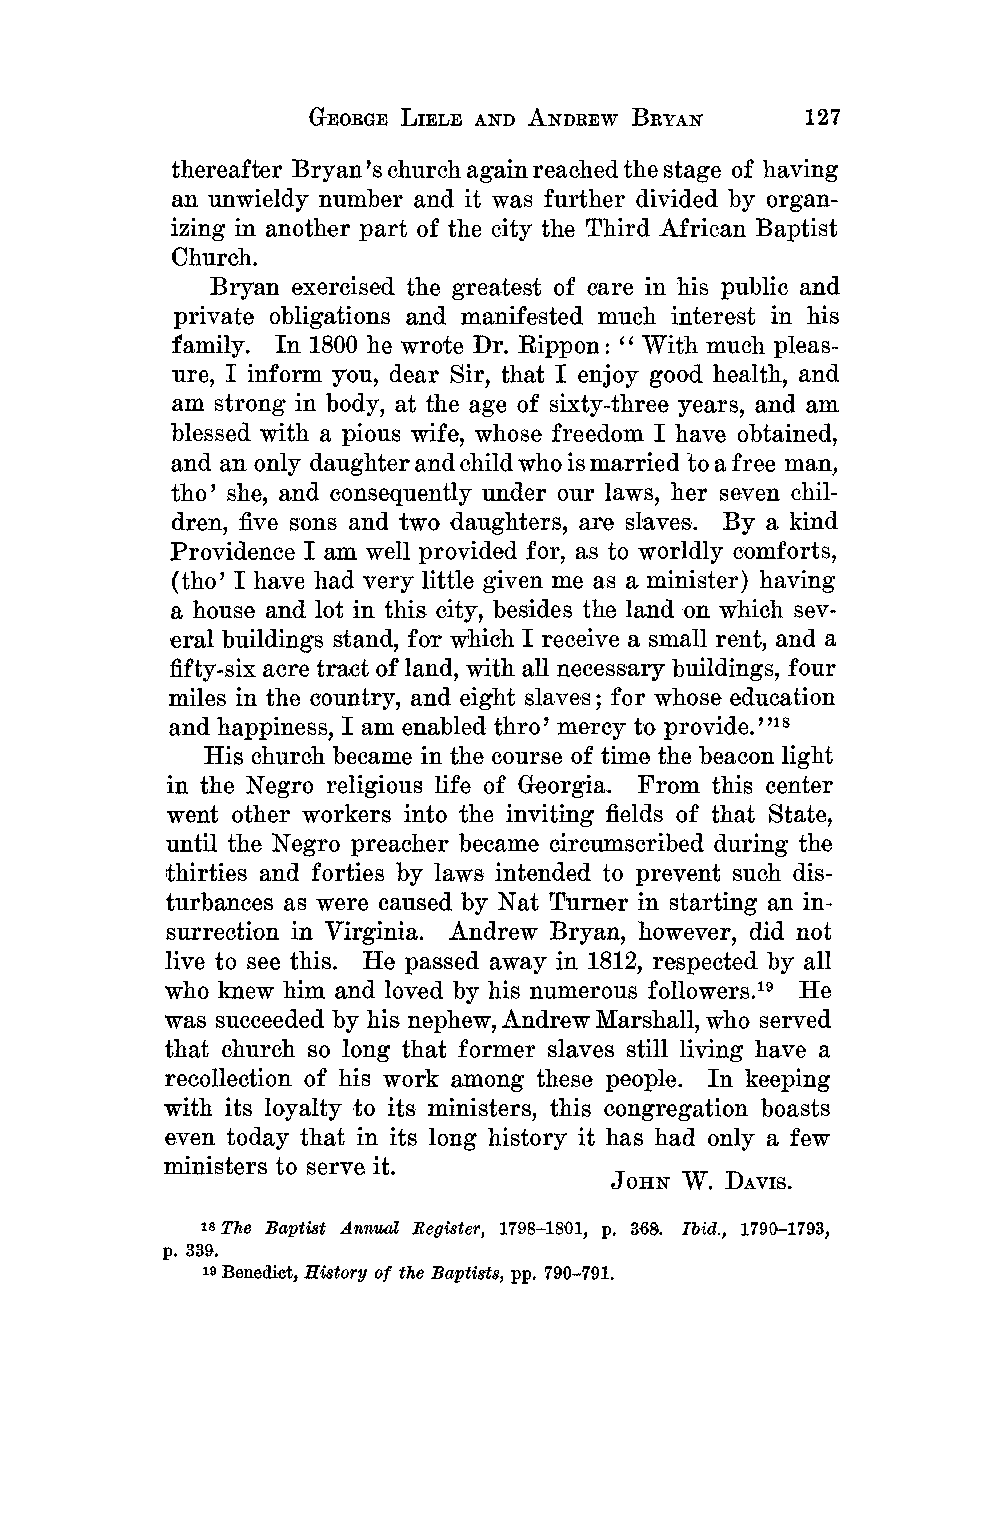 GEORGE LIELE AND ANDREW BRYAN 127
thereafter Bryan's church again reached the stage of having
an unwieldy number and it was further divided by organ-
izing in another part of the city the Third African Baptist
Church.
Bryan exercised the greatest of care in his public and
private obligations and manifested much interest in his
family. In 1800 he wrote Dr. Rippon: “ With much pleas-
ure, I inform you, dear Sir, that I enjoy good health, and
am strong in body, at the age of sixty-three years, and am
blessed with a pious wife, whose freedom I have obtained,
and an only daughter and child who is married to a free man,
tho' she, and consequently under our laws, her seven chil-
dren, five sons and two daughters, are slaves. By a kind
Providence I am well provided for, as to worldly comforts,
(tho' I have had very little given me as a minister) having
a house and lot in this city, besides the land on which sev-
eral buildings stand, for which I receive a small rent, and a
fifty-six acre tract of land, with all necessary buildings, four
miles in the country, and eight slaves; for whose education
and happiness, I am enabled thro' mercy to provide.”¹⁸
His church became in the course of time the beacon light
in the Negro religious life of Georgia. From this center
went other workers into the inviting fields of that State,
until the Negro preacher became circumscribed during the
thirties and forties by laws intended to prevent such dis-
turbances as were caused by Nat Turner in starting an in-
surrection in Virginia. Andrew Bryan, however, did not
live to see this. He passed away in 1812, respected by all
who knew him and loved by his numerous followers.¹⁹ He
was succeeded by his nephew, Andrew Marshall, who served
that church so long that former slaves still living have a
recollection of his work among these people. In keeping
with its loyalty to its ministers, this congregation boasts
even today that in its long history it has had only a few
ministers to serve it.
JOHN W. DAVIS.
¹⁸ The Baptist Annual Register, 1798–1801, p. 368. Ibid., 1790–1793,
p. 339.
¹⁹ Benedict, History of the Baptists, pp. 790–791.